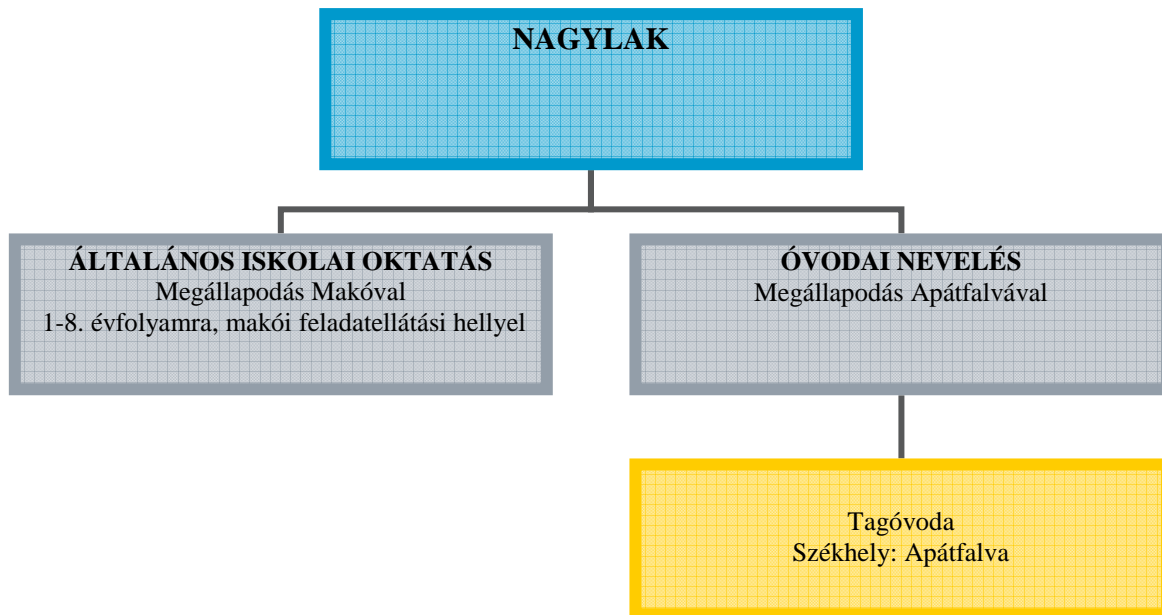 NAGYLAK
ÁLTALÁNOS ISKOLAI OKTATÁS
Megállapodás Makóval
1-8. évfolyamra, makói feladatellátási hellyel
ÓVODAI NEVELÉS
Megállapodás Apátfalvával
Tagóvoda
Székhely: Apátfalva